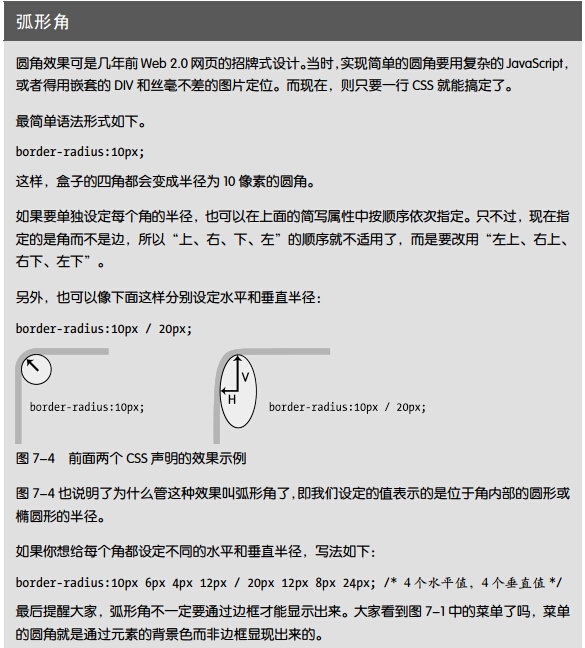 弧形角
圆角效果可是几年前 Web 2.0 网页的招牌式设计。当时,实现简单的圆角要用复杂的 JavaScript,
或者得用嵌套的 DIV 和丝毫不差的图片定位。而现在，则只要一行 CSS 就能搞定了。
最简单语法形式如下。
border-radius:10px;
这样，盒子的四角都会变成半径为 10 像素的圆角。
如果要单独设定每个角的半径，也可以在上面的简写属性中按顺序依次指定。只不过，现在指
定的是角而不是边，所以“上、右、下、左”的顺序就不适用了，而是要改用“左上、右上、
右下、左下”。
另外，也可以像下面这样分别设定水平和垂直半径：
border-radius:10px / 20px;
V
H
border-radius:10px;
border-radius:10px / 20px;
图 7-4 前面两个 CSS 声明的效果示例
图 7-4 也说明了为什么管这种效果叫弧形角了，即我们设定的值表示的是位于角内部的圆形或
椭圆形的半径。
如果你想给每个角都设定不同的水平和垂直半径，写法如下：
border-radius:10px 6px 4px 12px / 20px 12px 8px 24px; /* 4 个水平值，4 个垂直值 */
最后提醒大家，弧形角不一定要通过边框才能显示出来。大家看到图 7-1 中的菜单了吗，菜单
的圆角就是通过元素的背景色而非边框显现出来的。